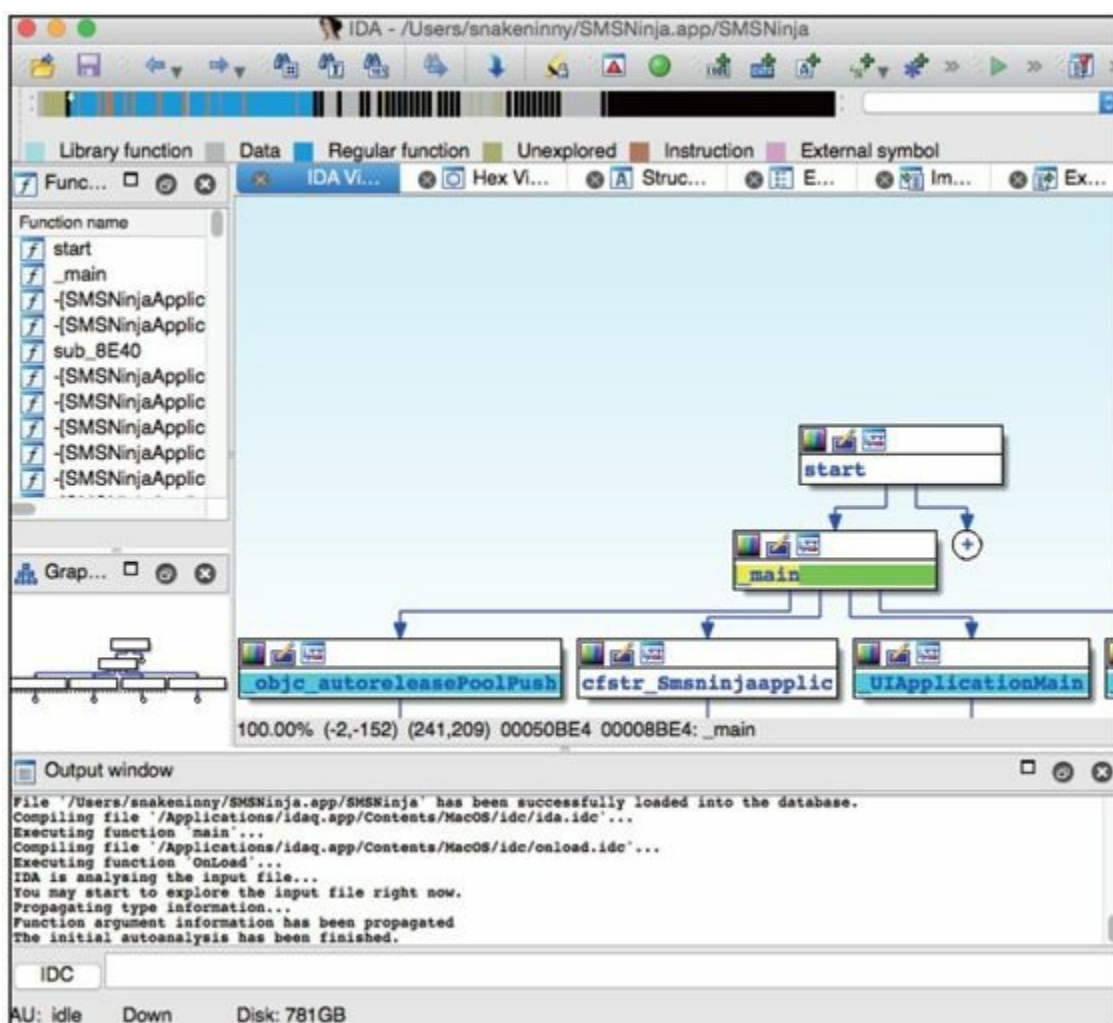 IDA - /Users/snakeninny/SMSNinja.app/SMSNinja
Library function Data Regular function Unexplored Instruction External symbol
Func...
IDA Vi... Hex Vi... Struc... E... Im... Ex...
Function name
start
_main
-[SMSNinjaApplic
-[SMSNinjaApplic
sub_8E40
-[SMSNinjaApplic
-[SMSNinjaApplic
-[SMSNinjaApplic
-[SMSNinjaApplic
-[SMSNinjaApplic
Grap...
start
_main
_objc_autoreleasePoolPush
cfstr_Smsninjaapplic
_UIApplicationMain
100.00% (-2,-152) (241,209) 00050BE4 00008BE4: _main
Output window
File '/Users/snakeninny/SMSNinja.app/SMSNinja' has been successfully loaded into the database.
Compiling file '/Applications/idaq.app/Contents/MacOS/idc/ida.idc'...
Executing function 'main'...
Compiling file '/Applications/idaq.app/Contents/MacOS/idc/onload.idc'...
Executing function 'OnLoad'...
IDA is analysing the input file...
You may start to explore the input file right now.
Propagating type information...
Function argument information has been propagated
The initial autoanalysis has been finished.
IDC
AU: idle Down Disk: 781GB